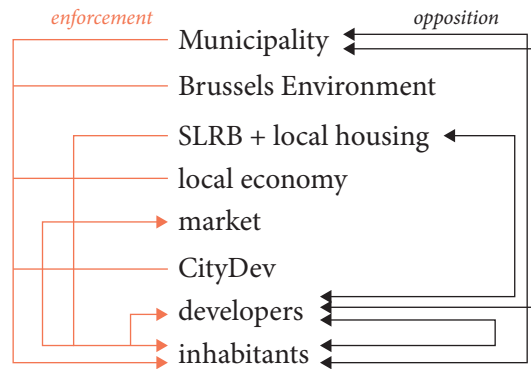 enforcement
opposition
Municipality
Brussels Environment
SLRB + local housing
local economy
market
CityDev
developers
inhabitants